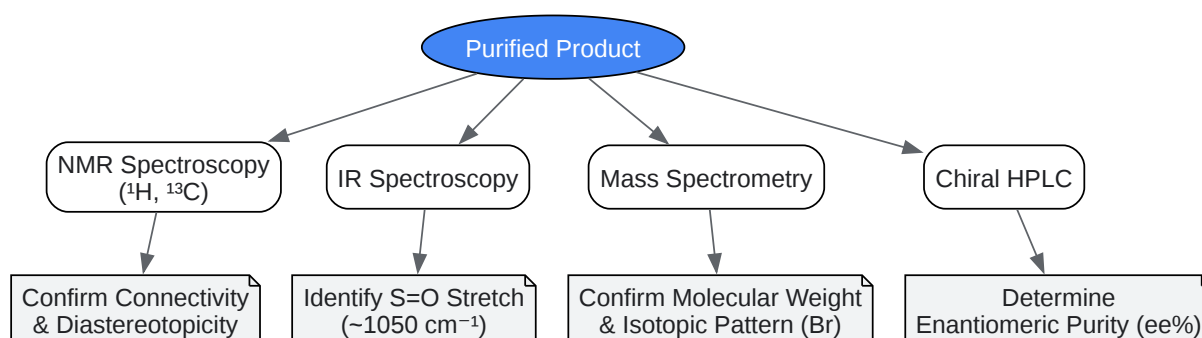 Purified Product
NMR Spectroscopy
(¹H, ¹³C)
IR Spectroscopy
Mass Spectrometry
Chiral HPLC
Confirm Connectivity
& Diastereotopicity
Identify S=O Stretch
(~1050 cm⁻¹)
Confirm Molecular Weight
& Isotopic Pattern (Br)
Determine
Enantiomeric Purity (ee%)